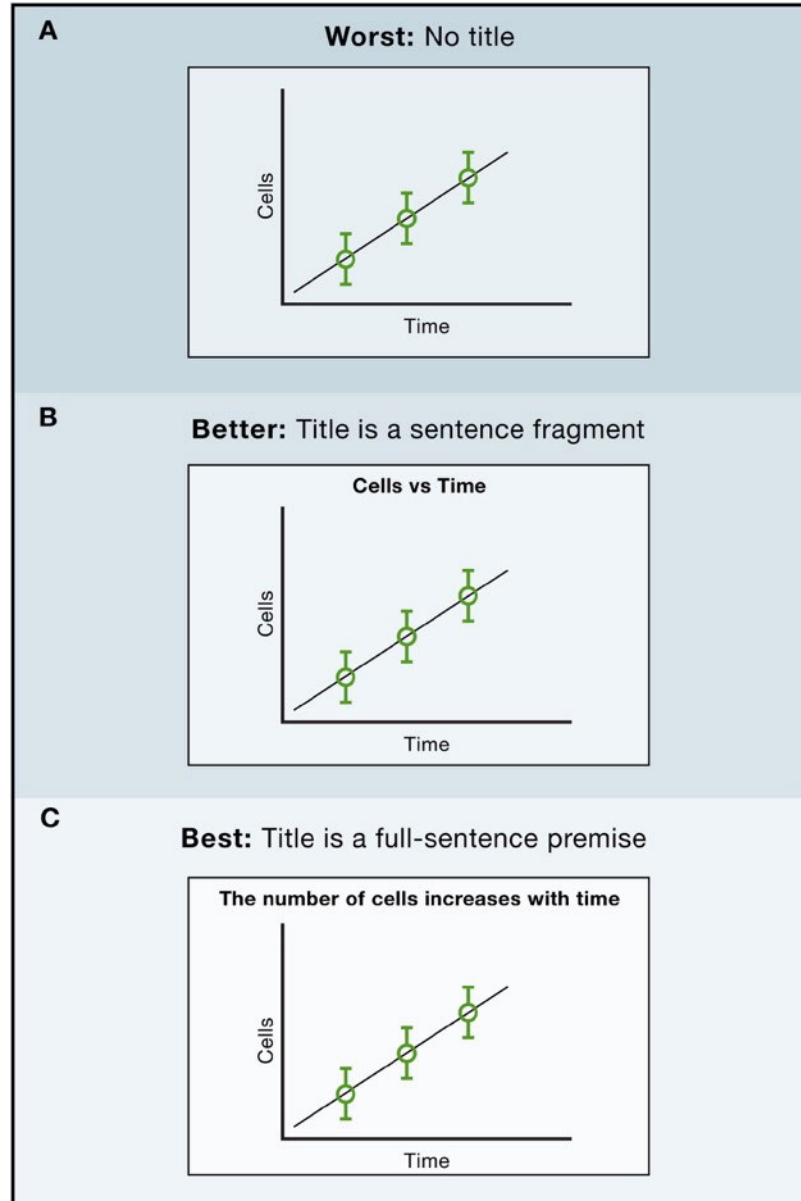 A
Worst: No title
Cells
Time
B
Better: Title is a sentence fragment
Cells vs Time
Cells
Time
C
Best: Title is a full-sentence premise
The number of cells increases with time
Cells
Time